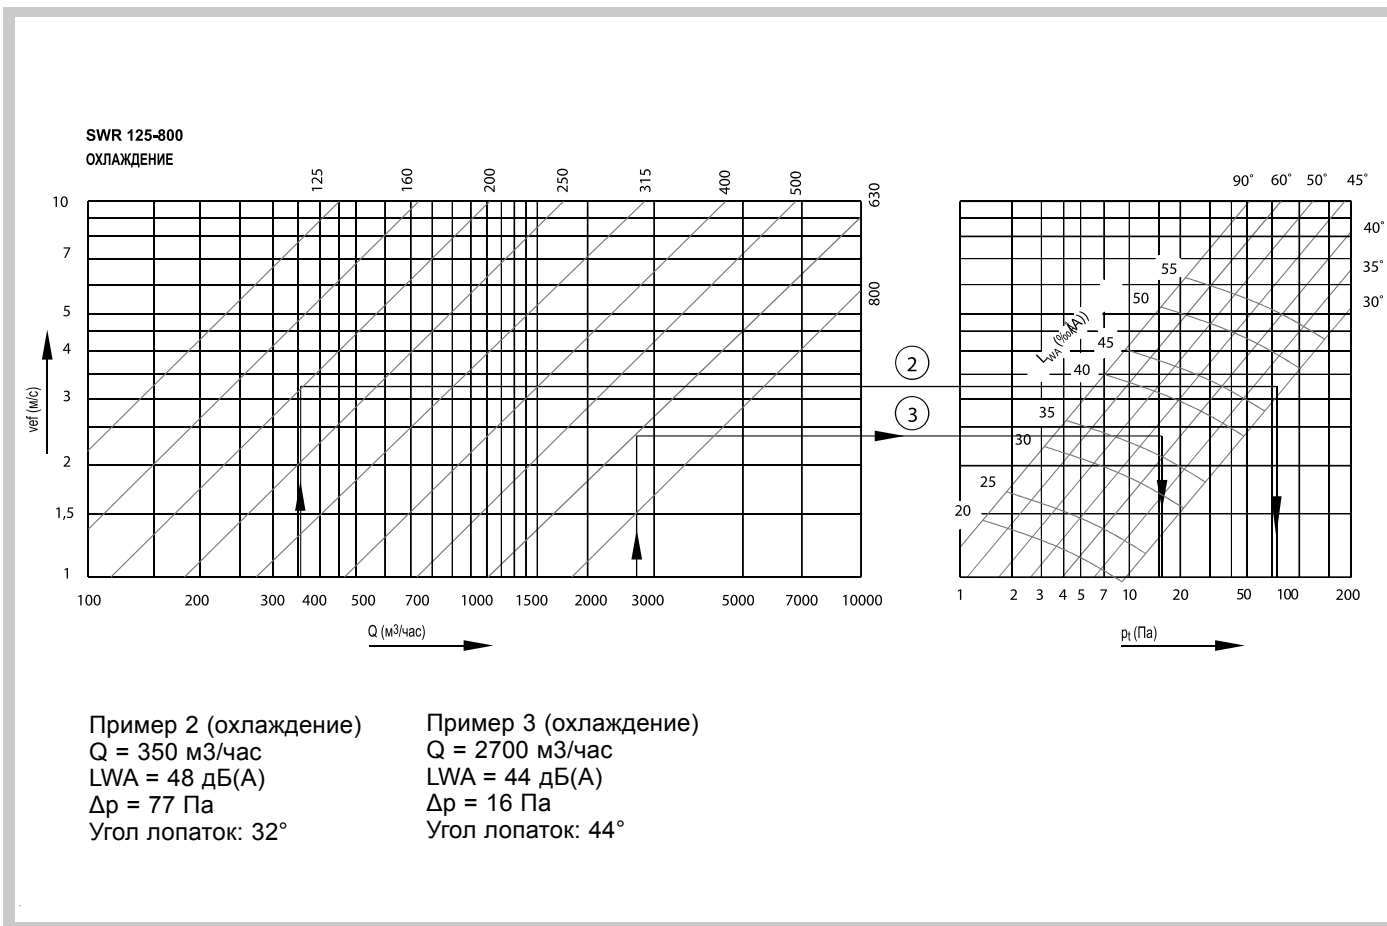 SWR 125-800
ОХЛАЖДЕНИЕ
125 160 200 250 315 400 500 630
800
10
7
5
4
3
2
1,5
1
vef (м/с)
100 200 300 400 500 700 1000 1500 2000 3000 5000 7000 10000
Q (м3/час)
2
3
90° 60° 50° 45°
40°
35°
30°
55
50
45
40
35
30
25
20
1 2 3 4 5 7 10 20 50 100 200
pt (Па)
Пример 2 (охлаждение)
Q = 350 м3/час
LWA = 48 дБ(А)
Δp = 77 Па
Угол лопаток: 32°
Пример 3 (охлаждение)
Q = 2700 м3/час
LWA = 44 дБ(А)
Δp = 16 Па
Угол лопаток: 44°